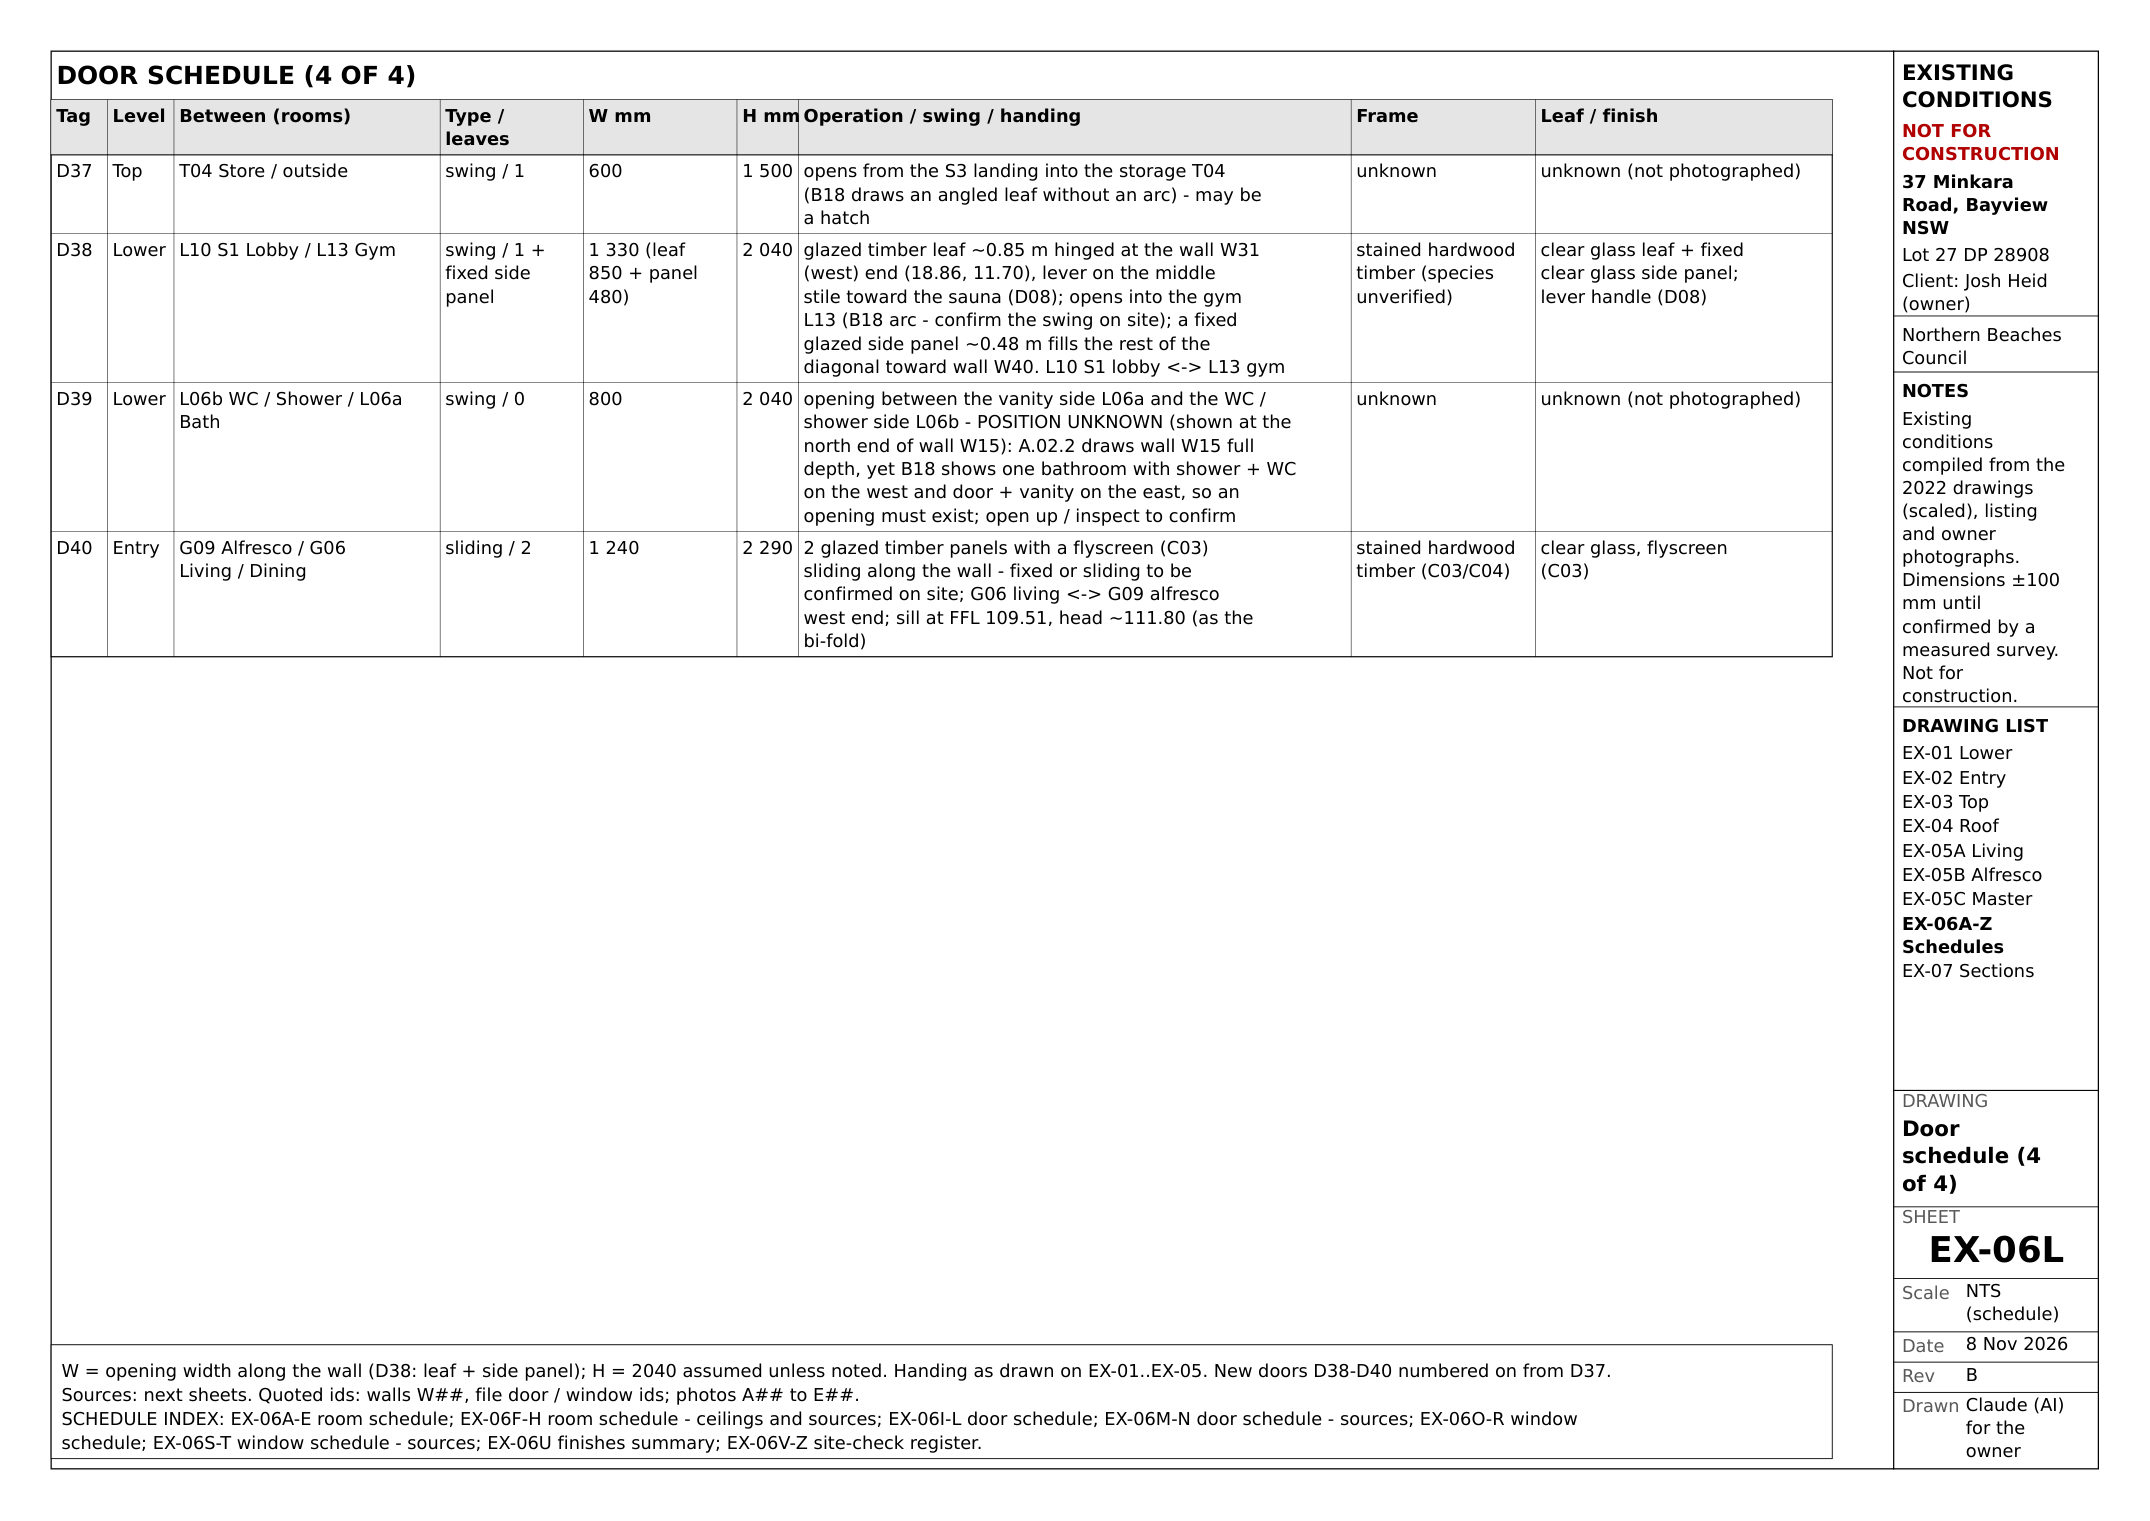 DOOR SCHEDULE (4 OF 4)
Tag Level Between (rooms) Type / leaves W mm H mm Operation / swing / handing Frame Leaf / finish
D37 Top T04 Store / outside swing / 1 600 1 500 opens from the S3 landing into the storage T04 unknown unknown (not photographed)
(B18 draws an angled leaf without an arc) - may be
a hatch
D38 Lower L10 S1 Lobby / L13 Gym swing / 1 + 1 330 (leaf 2 040 glazed timber leaf ~0.85 m hinged at the wall W31 stained hardwood clear glass leaf + fixed
fixed side 850 + panel (west) end (18.86, 11.70), lever on the middle timber (species clear glass side panel;
panel 480) stile toward the sauna (D08); opens into the gym unverified) lever handle (D08)
L13 (B18 arc - confirm the swing on site); a fixed
glazed side panel ~0.48 m fills the rest of the
diagonal toward wall W40. L10 S1 lobby <-> L13 gym
D39 Lower L06b WC / Shower / L06a swing / 0 800 2 040 opening between the vanity side L06a and the WC / unknown unknown (not photographed)
Bath shower side L06b - POSITION UNKNOWN (shown at the
north end of wall W15): A.02.2 draws wall W15 full
depth, yet B18 shows one bathroom with shower + WC
on the west and door + vanity on the east, so an
opening must exist; open up / inspect to confirm
D40 Entry G09 Alfresco / G06 sliding / 2 1 240 2 290 2 glazed timber panels with a flyscreen (C03) stained hardwood clear glass, flyscreen
Living / Dining sliding along the wall - fixed or sliding to be timber (C03/C04) (C03)
confirmed on site; G06 living <-> G09 alfresco
west end; sill at FFL 109.51, head ~111.80 (as the
bi-fold)
W = opening width along the wall (D38: leaf + side panel); H = 2040 assumed unless noted. Handing as drawn on EX-01..EX-05. New doors D38-D40 numbered on from D37.
Sources: next sheets. Quoted ids: walls W##, file door / window ids; photos A## to E##.
SCHEDULE INDEX: EX-06A-E room schedule; EX-06F-H room schedule - ceilings and sources; EX-06I-L door schedule; EX-06M-N door schedule - sources; EX-06O-R window
schedule; EX-06S-T window schedule - sources; EX-06U finishes summary; EX-06V-Z site-check register.
EXISTING
CONDITIONS
NOT FOR
CONSTRUCTION
37 Minkara
Road, Bayview
NSW
Lot 27 DP 28908
Client: Josh Heid
(owner)
Northern Beaches
Council
NOTES
Existing
conditions
compiled from the
2022 drawings
(scaled), listing
and owner
photographs.
Dimensions ±100
mm until
confirmed by a
measured survey.
Not for
construction.
DRAWING LIST
EX-01 Lower
EX-02 Entry
EX-03 Top
EX-04 Roof
EX-05A Living
EX-05B Alfresco
EX-05C Master
EX-06A-Z
Schedules
EX-07 Sections
DRAWING
Door
schedule (4
of 4)
SHEET
EX-06L
Scale NTS
(schedule)
Date 8 Nov 2026
Rev B
Drawn Claude (AI)
for the
owner